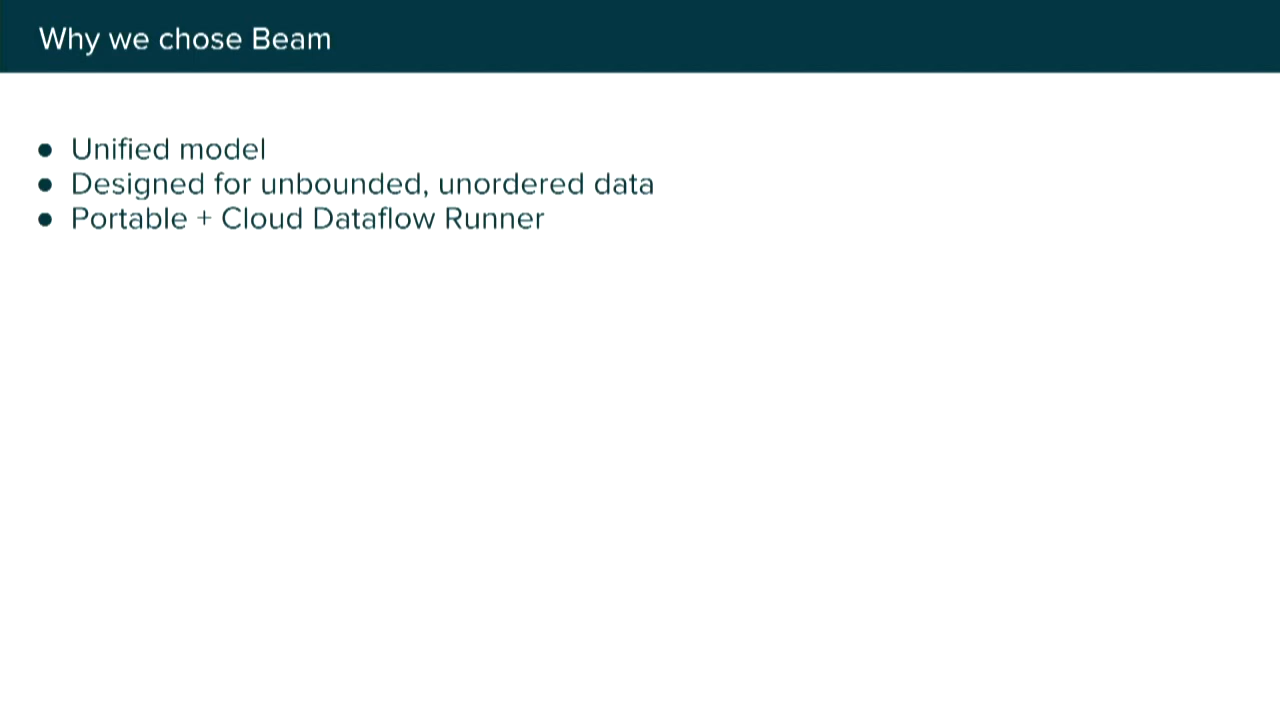 Why we chose Beam
● Unified model
● Designed for unbounded, unordered data
● Portable + Cloud Dataflow Runner